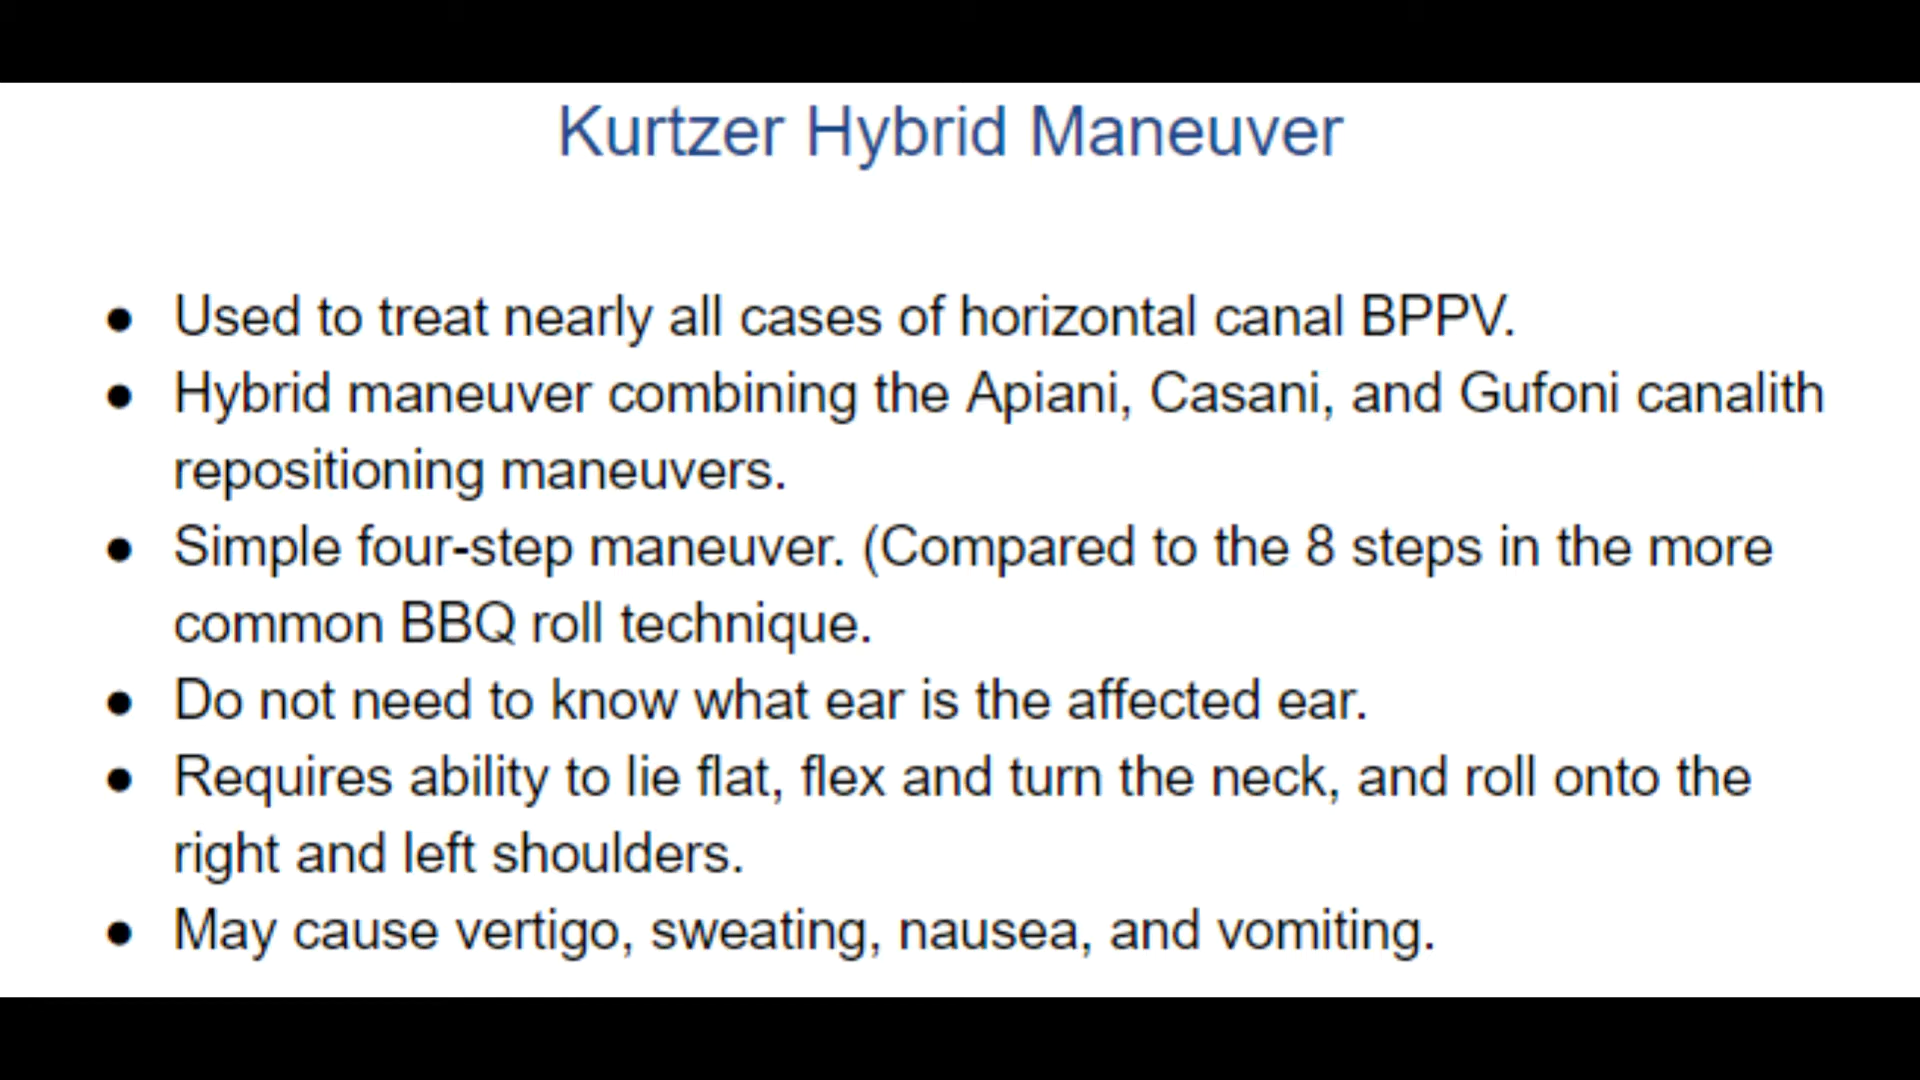 Kurtzer Hybrid Maneuver
● Used to treat nearly all cases of horizontal canal BPPV.
● Hybrid maneuver combining the Apiani, Casani, and Gufoni canalith
repositioning maneuvers.
● Simple four-step maneuver. (Compared to the 8 steps in the more
common BBQ roll technique.
● Do not need to know what ear is the affected ear.
● Requires ability to lie flat, flex and turn the neck, and roll onto the
right and left shoulders.
● May cause vertigo, sweating, nausea, and vomiting.